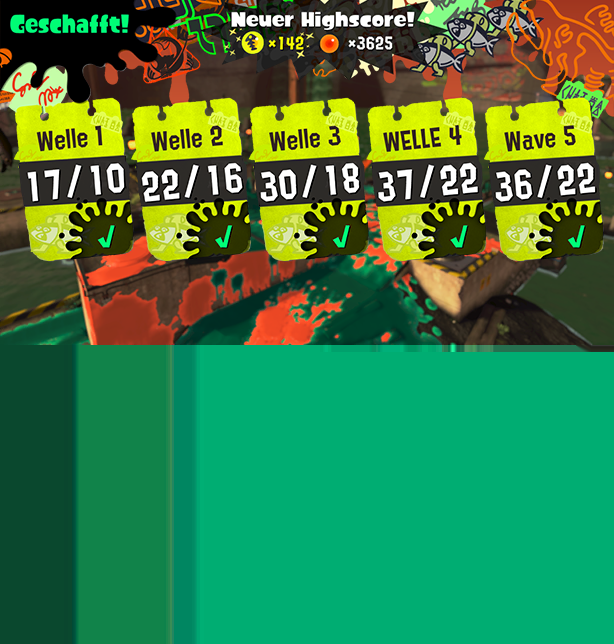 Geschafft!
Neuer Highscore!
×142 ×3625
Welle 1
17/10
Welle 2
22/16
Welle 3
30/18
WELLE 4
37/22
Wave 5
36/22